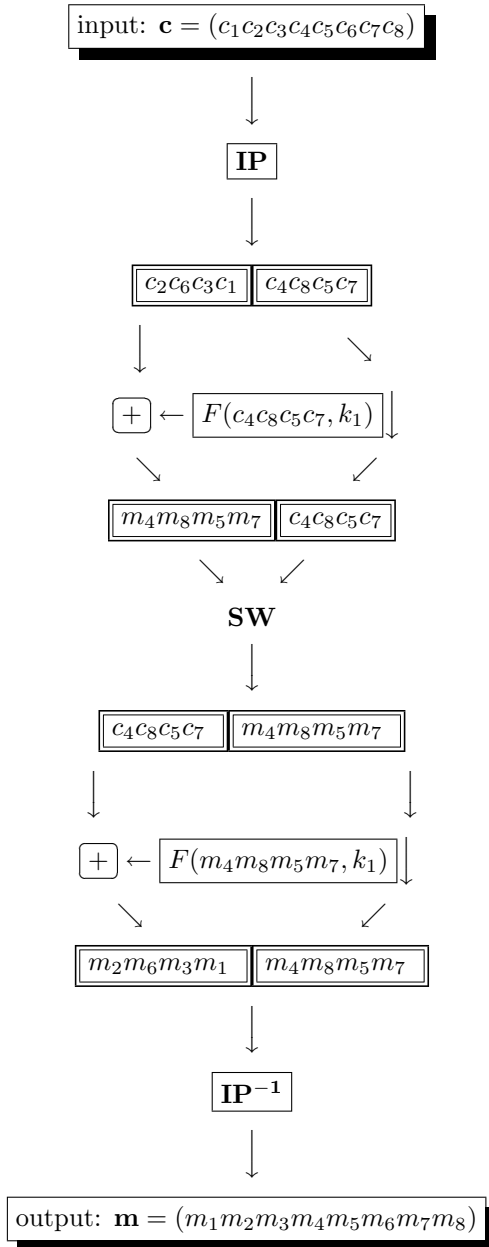 input: c = (c₁c₂c₃c₄c₅c₆c₇c₈)
IP
c₂c₆c₃c₁ c₄c₈c₅c₇
+ ← F(c₄c₈c₅c₇, k₁)
m₄m₈m₅m₇ c₄c₈c₅c₇
SW
c₄c₈c₅c₇ m₄m₈m₅m₇
+ ← F(m₄m₈m₅m₇, k₁)
m₂m₆m₃m₁ m₄m₈m₅m₇
IP⁻¹
output: m = (m₁m₂m₃m₄m₅m₆m₇m₈)